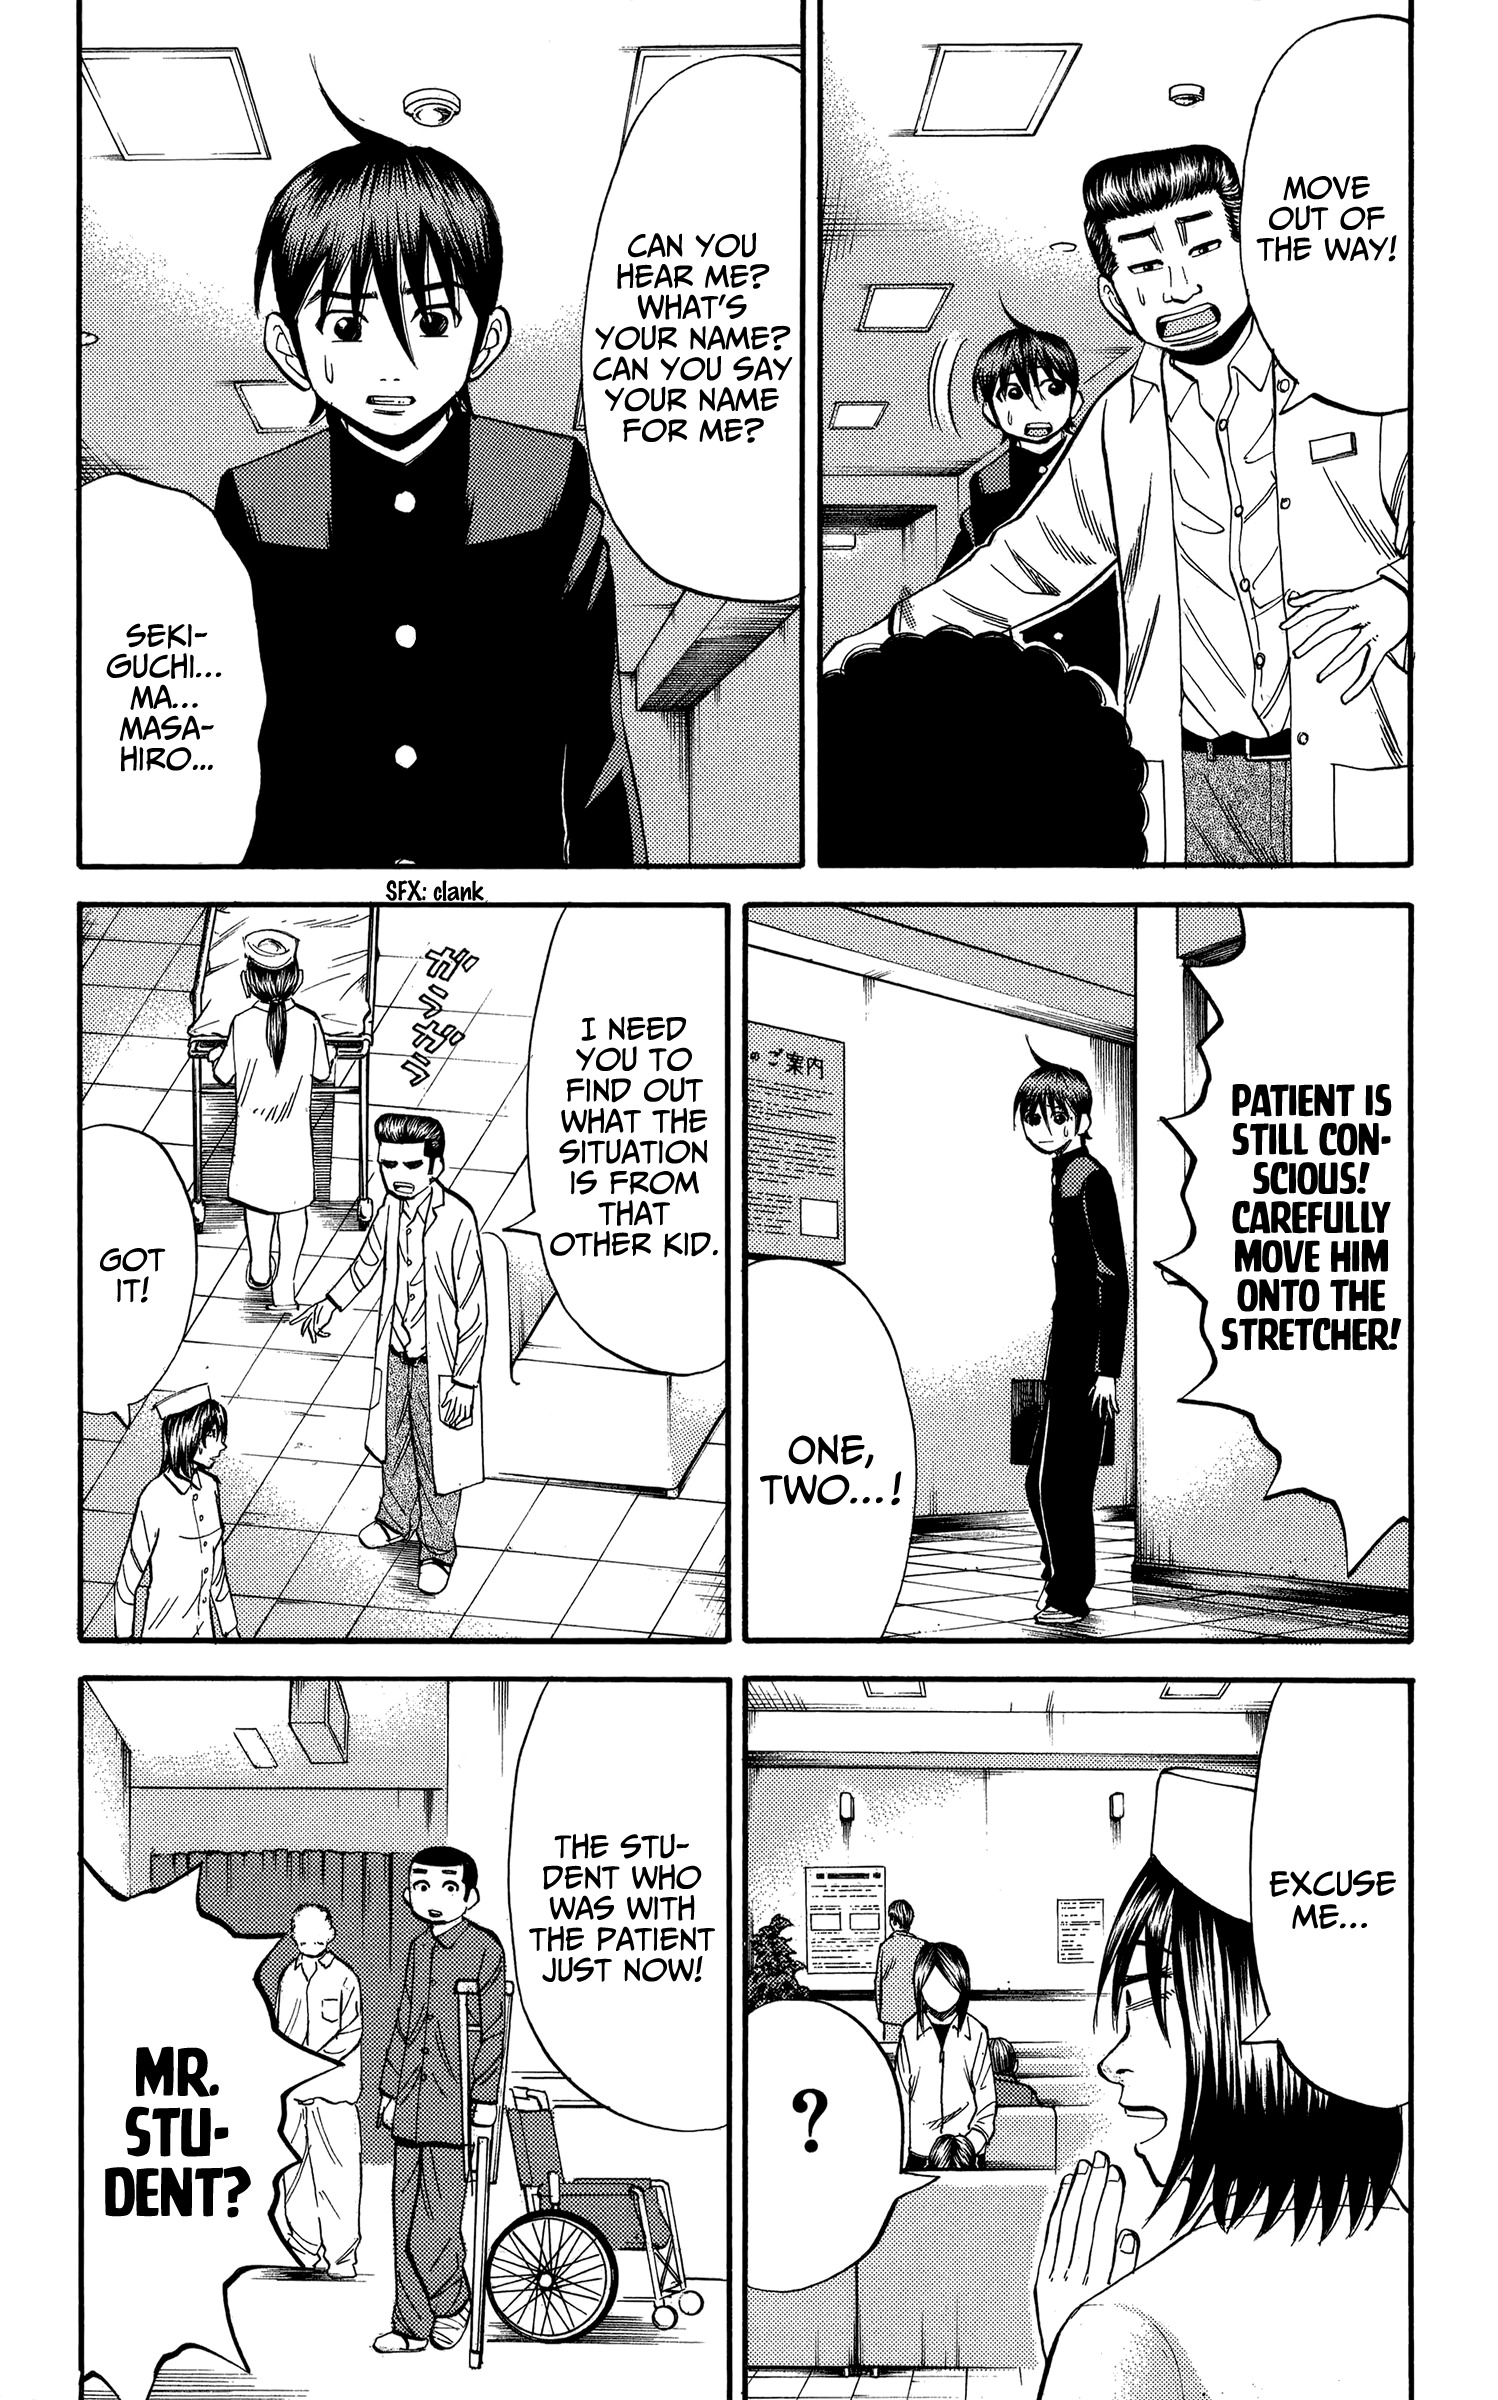 MOVE
OUT OF
THE WAY!
CAN YOU
HEAR ME?
WHAT'S
YOUR NAME?
CAN YOU SAY
YOUR NAME
FOR ME?
SEKI-
GUCHI...
MA...
MASA-
HIRO...
PATIENT IS
STILL CON-
SCIOUS!
CAREFULLY
MOVE HIM
ONTO THE
STRETCHER!
のご案内
ONE,
TWO...!
SFX: clank
ガラガラ
I NEED
YOU TO
FIND OUT
WHAT THE
SITUATION
IS FROM
THAT
OTHER KID.
GOT
IT!
EXCUSE
ME...
?
THE STU-
DENT WHO
WAS WITH
THE PATIENT
JUST NOW!
MR.
STU-
DENT?